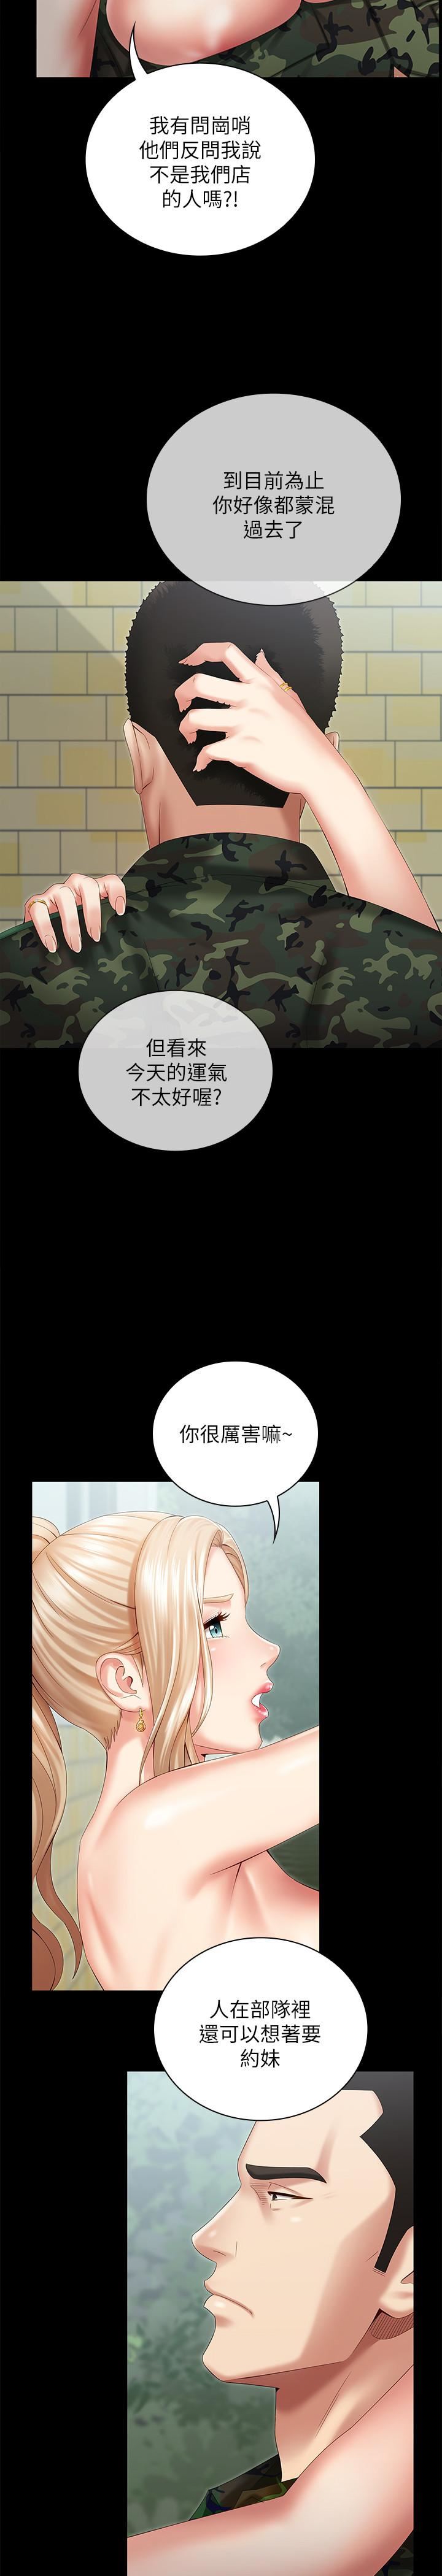 我有問崗哨
他們反問我說
不是我們店
的人嗎?!
到目前為止
你好像都蒙混
過去了
但看來
今天的運氣
不太好喔?
你很厲害嘛~
人在部隊裡
還可以想著要
約妹